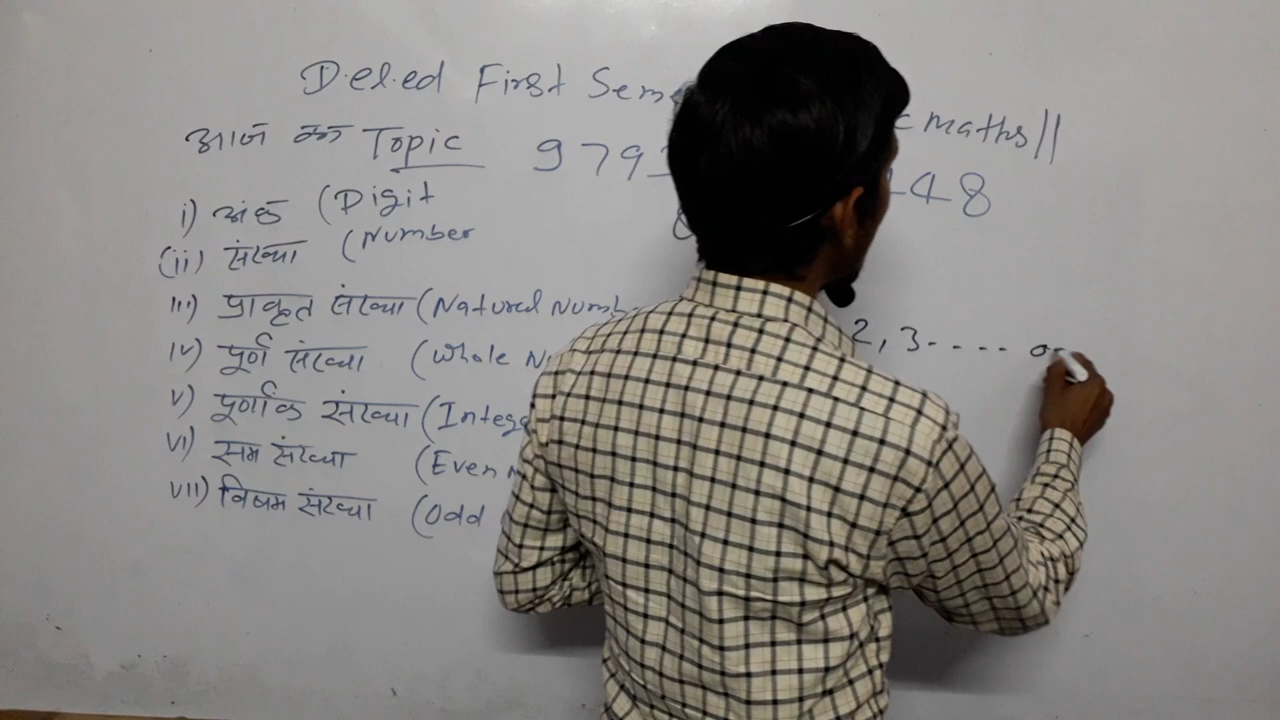 D.el.ed First Sem c maths||
आज का Topic 979 48
i) अंक (Digit
(ii) संख्या (Number
iii) प्राकृत संख्या (Natural Numb
iv) पूर्ण संख्या (Whole N
2, 3 - - - -
v) पूर्णांक संख्या (Integ
vi) सम संख्या (Even
vii) विषम संख्या (Odd